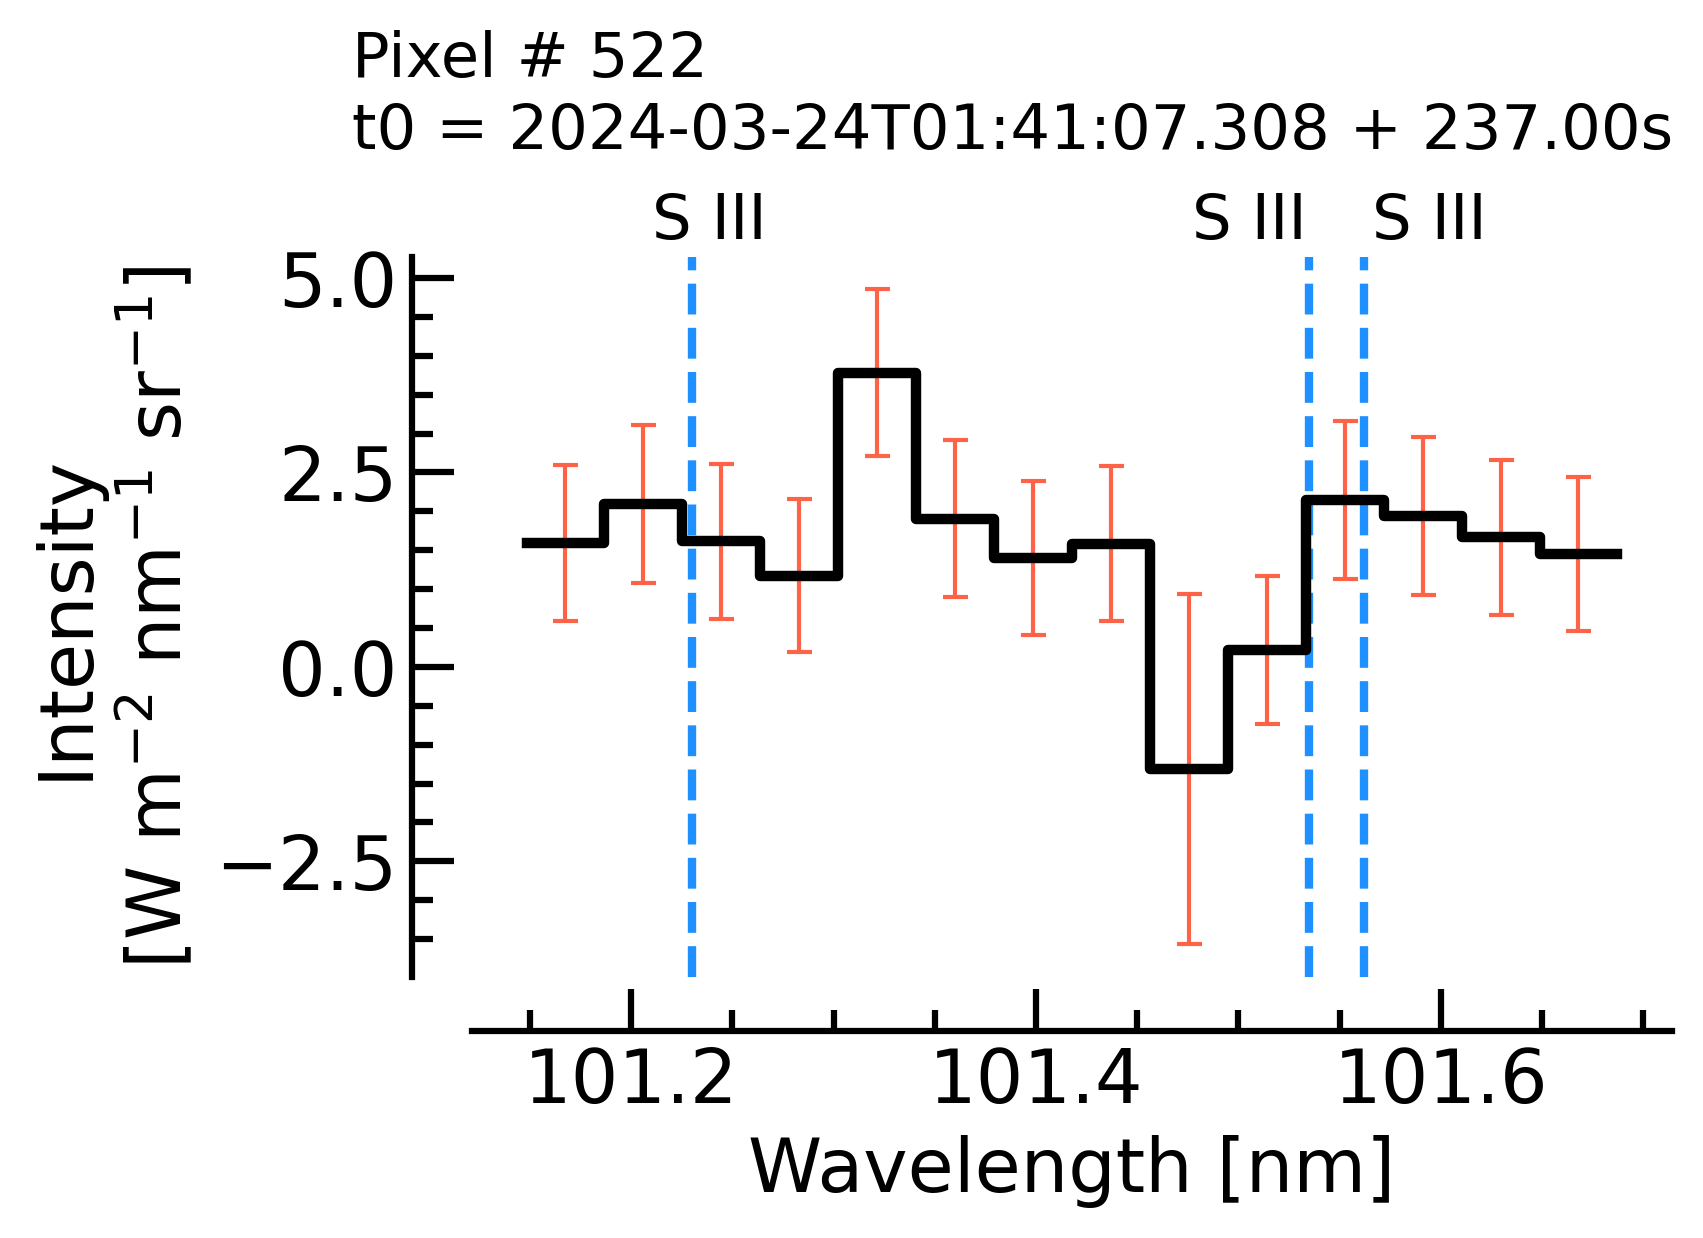 Pixel # 522
t0 = 2024-03-24T01:41:07.308 + 237.00s
S III S III S III
Intensity
[W m⁻² nm⁻¹ sr⁻¹]
5.0
2.5
0.0
−2.5
101.2 101.4 101.6
Wavelength [nm]